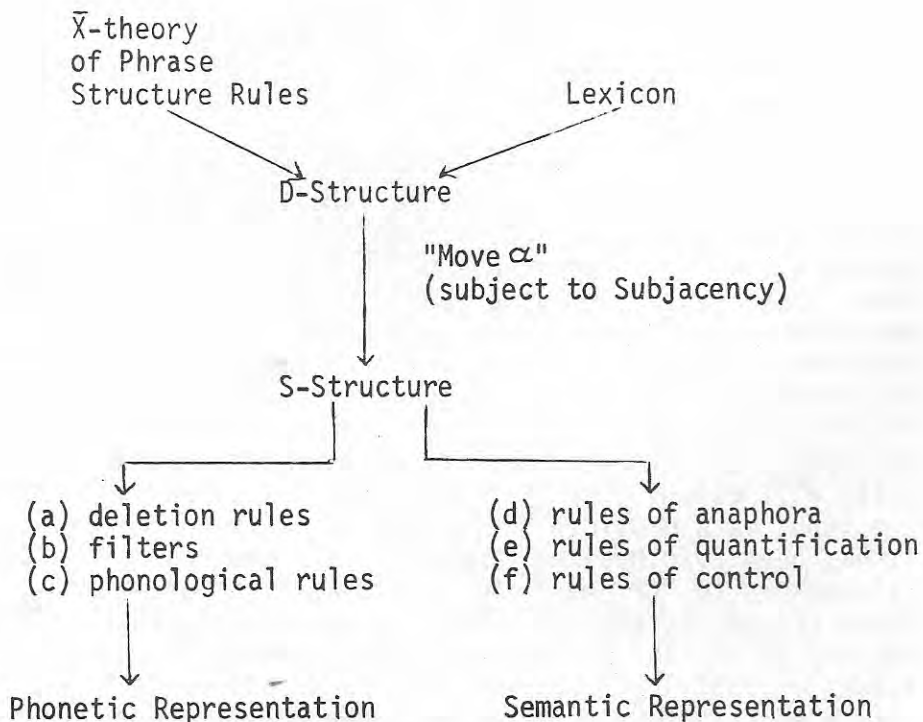 X̄-theory
of Phrase
Structure Rules
Lexicon
D-Structure
"Move α"
(subject to Subjacency)
S-Structure
(a) deletion rules
(b) filters
(c) phonological rules
(d) rules of anaphora
(e) rules of quantification
(f) rules of control
Phonetic Representation
Semantic Representation